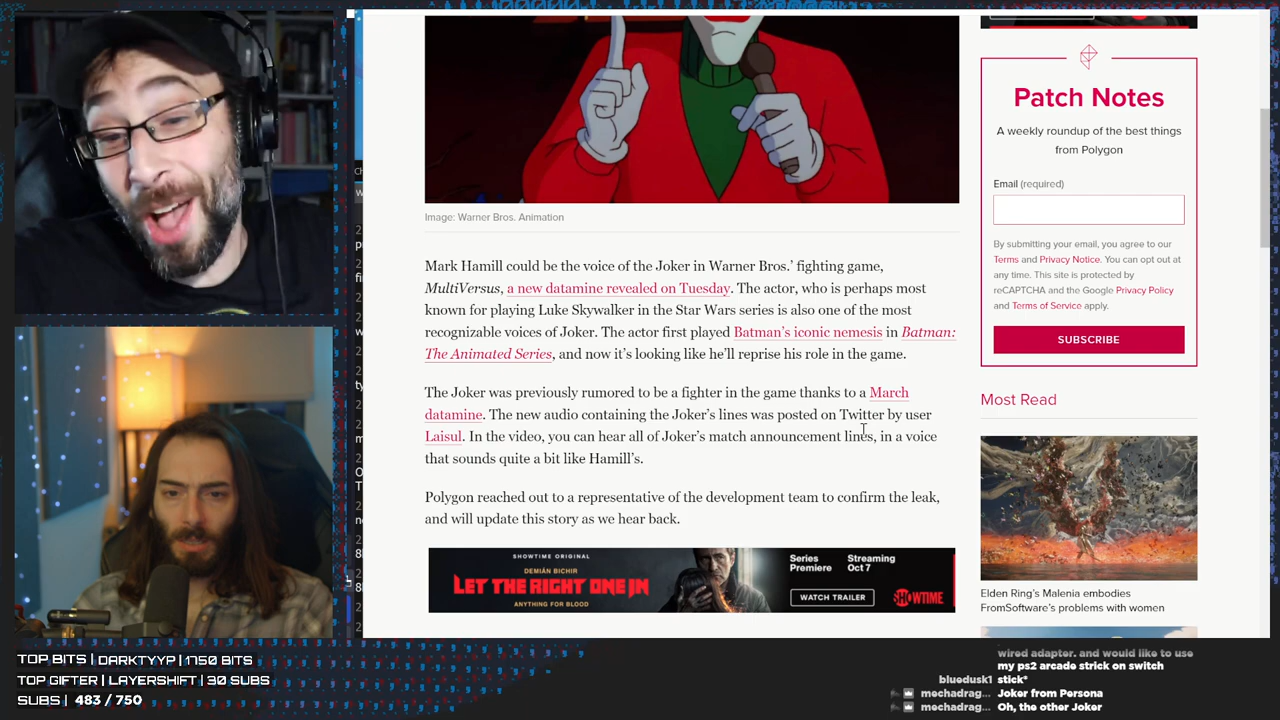 Image: Warner Bros. Animation
Mark Hamill could be the voice of the Joker in Warner Bros.’ fighting game,
MultiVersus, a new datamine revealed on Tuesday. The actor, who is perhaps most
known for playing Luke Skywalker in the Star Wars series is also one of the most
recognizable voices of Joker. The actor first played Batman’s iconic nemesis in Batman:
The Animated Series, and now it’s looking like he’ll reprise his role in the game.
The Joker was previously rumored to be a fighter in the game thanks to a March
datamine. The new audio containing the Joker’s lines was posted on Twitter by user
Laisul. In the video, you can hear all of Joker’s match announcement lines, in a voice
that sounds quite a bit like Hamill’s.
Polygon reached out to a representative of the development team to confirm the leak,
and will update this story as we hear back.
SHOWTIME ORIGINAL
DEMIÁN BICHIR
LET THE RIGHT ONE IN
ANYTHING FOR BLOOD
Series
Premiere
Streaming
Oct 7
WATCH TRAILER
SHOWTIME
Patch Notes
A weekly roundup of the best things
from Polygon
Email (required)
By submitting your email, you agree to our
Terms and Privacy Notice. You can opt out at
any time. This site is protected by
reCAPTCHA and the Google Privacy Policy
and Terms of Service apply.
SUBSCRIBE
Most Read
Elden Ring’s Malenia embodies
FromSoftware’s problems with women
TOP BITS | DARKTYYP | 1750 BITS
TOP GIFTER | LAYERSHIFT | 30 SUBS
SUBS | 483 / 750
wired adapter. and would like to use
my ps2 arcade strick on switch
bluedusk1 stick*
mechadrag... Joker from Persona
mechadrag... Oh, the other Joker